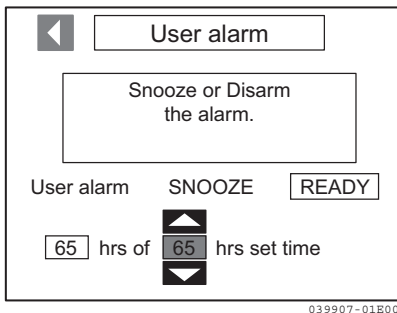 User alarm
Snooze or Disarm
the alarm.
User alarm SNOOZE READY
65 hrs of 65 hrs set time
039907-01E00